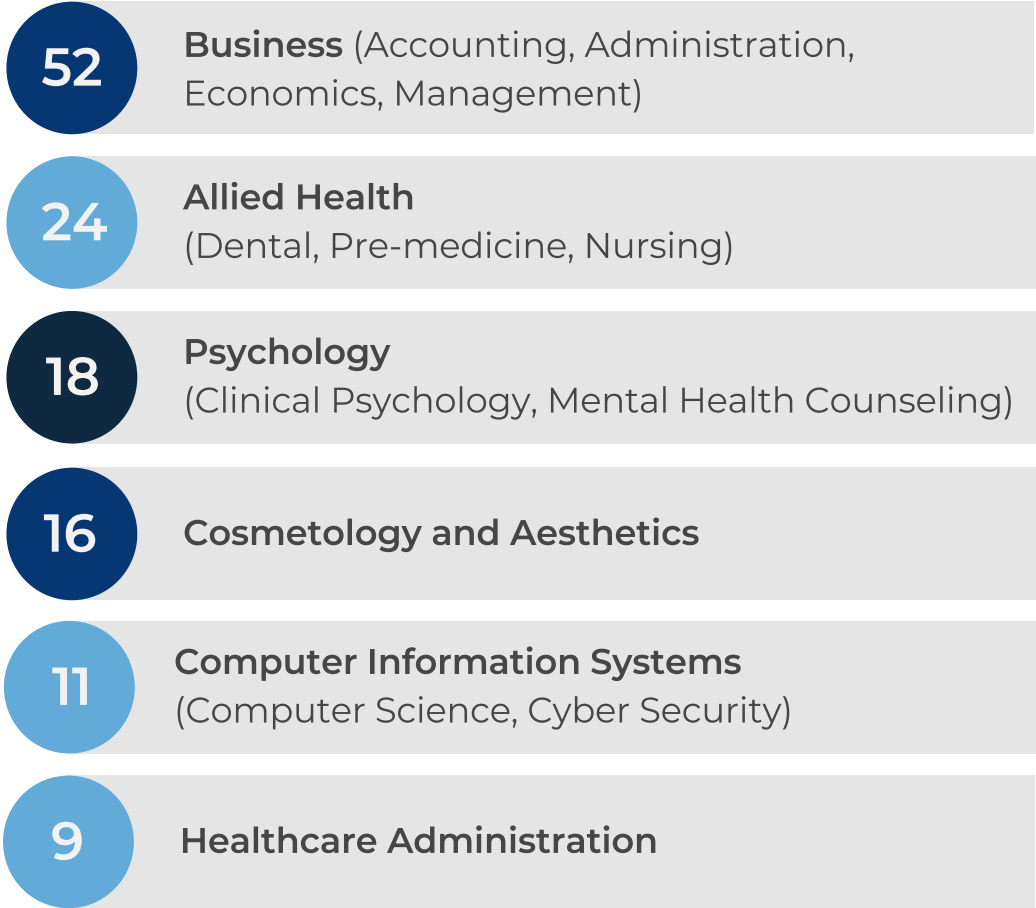 52
Business (Accounting, Administration,
Economics, Management)
24
Allied Health
(Dental, Pre-medicine, Nursing)
18
Psychology
(Clinical Psychology, Mental Health Counseling)
16
Cosmetology and Aesthetics
11
Computer Information Systems
(Computer Science, Cyber Security)
9
Healthcare Administration